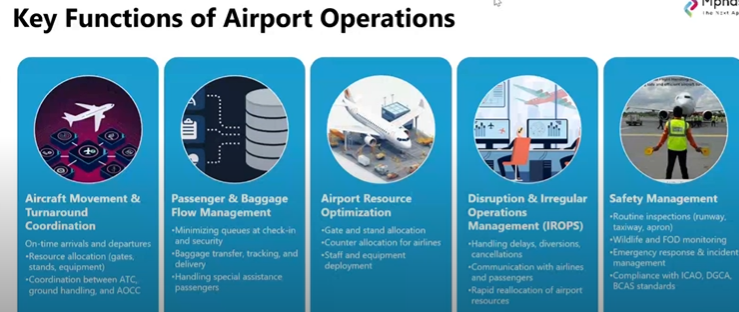 Key Functions of Airport Operations
The Next Ap
Aircraft Movement &
Turnaround
Coordination
On-time arrivals and departures
•Resource allocation (gates,
stands, equipment)
•Coordination between ATC,
ground handling, and AOCC
Passenger & Baggage
Flow Management
•Minimizing queues at check-in
and security
•Baggage transfer, tracking, and
delivery
•Handling special assistance
passengers
Airport Resource
Optimization
•Gate and stand allocation
•Counter allocation for airlines
•Staff and equipment
deployment
Disruption & Irregular
Operations
Management (IROPS)
•Handling delays, diversions,
cancellations
•Communication with airlines
and passengers
•Rapid reallocation of airport
resources
Safety Management
•Routine inspections (runway,
taxiway, apron)
•Wildlife and FOD monitoring
•Emergency response & incident
management
•Compliance with ICAO, DGCA,
BCAS standards